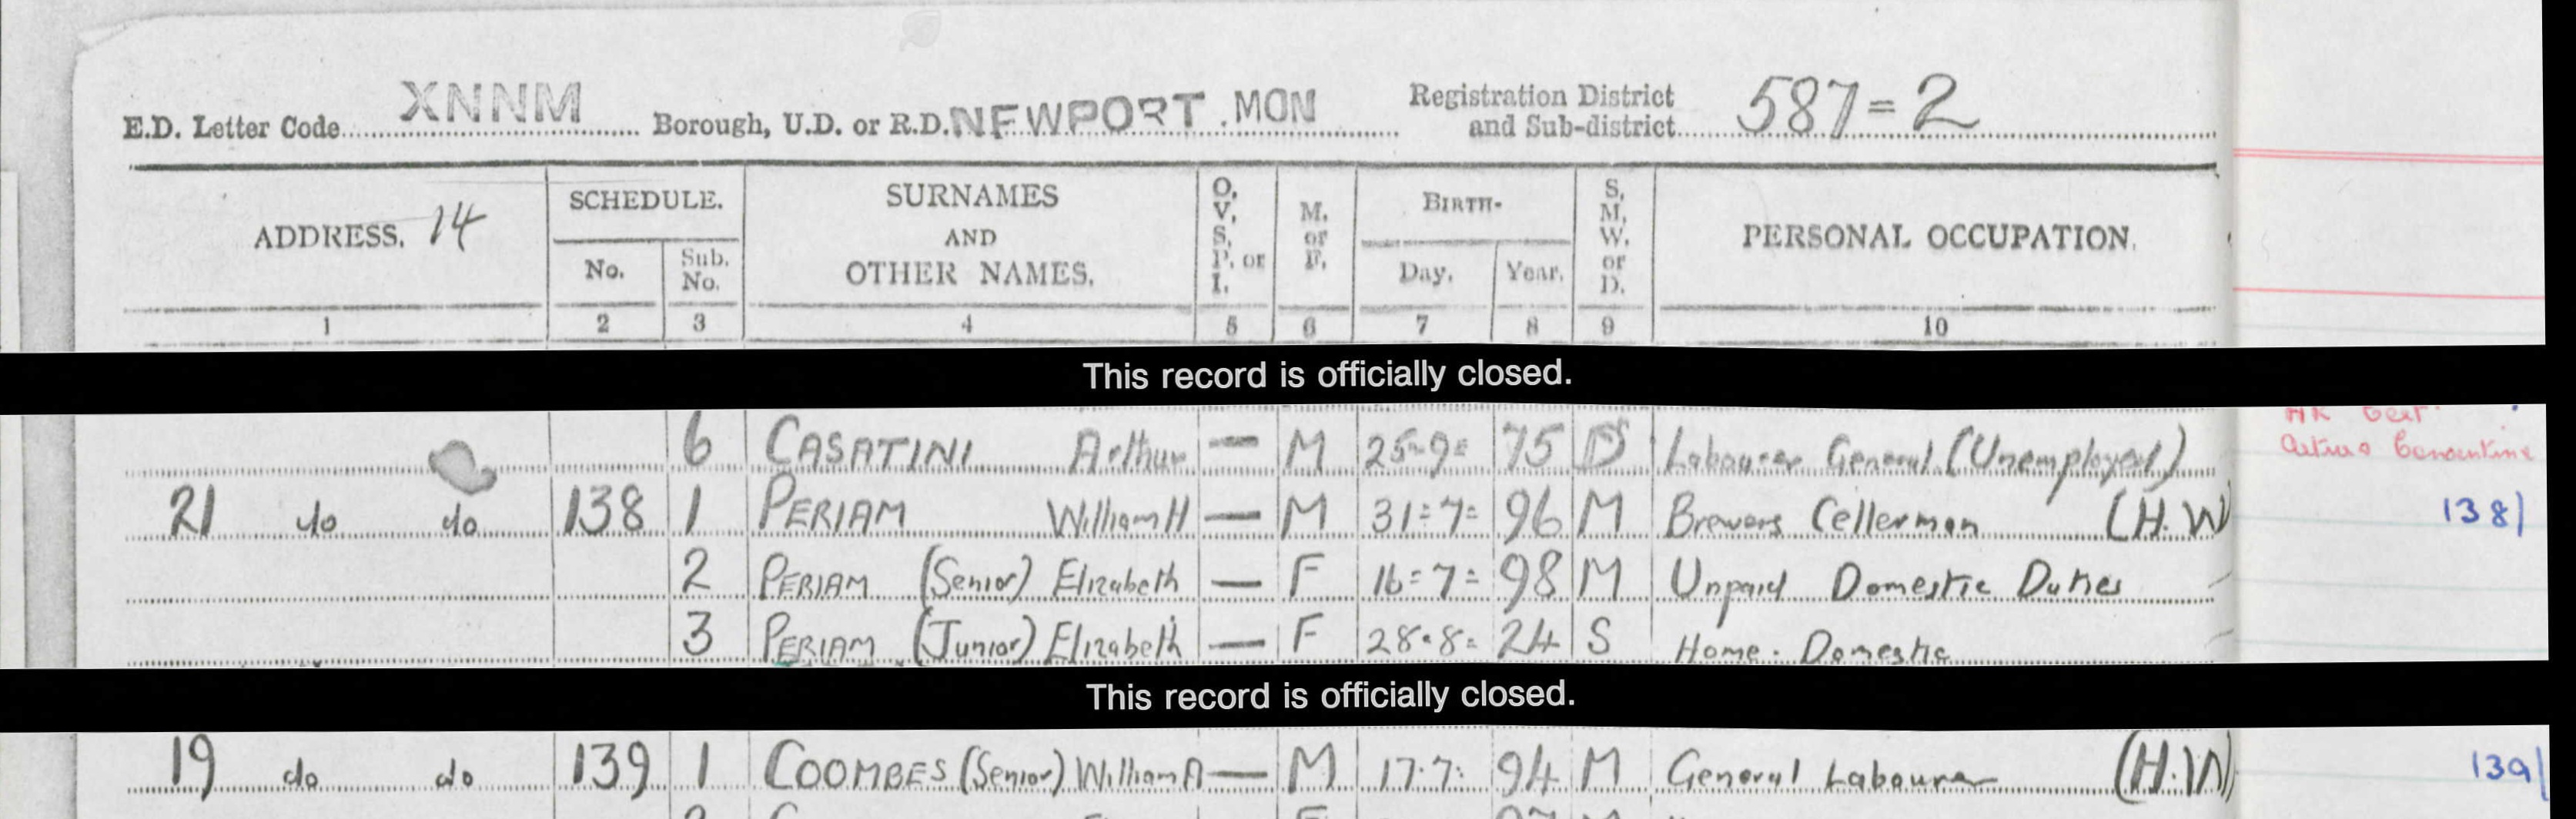 E.D. Letter Code XNNM Borough, U.D. or R.D. NEWPORT. MON Registration District and Sub-district 587=2
ADDRESS. 14 SCHEDULE. No. Sub. No. SURNAMES AND OTHER NAMES. O, V, S, P, or I. M. or F. BIRTH- Day. Year. S, M, W. or D. PERSONAL OCCUPATION.
1 2 3 4 5 6 7 8 9 10
This record is officially closed.
6 CASATINI Arthur — M 25=9= 75 Labourer General (Unemployed)
21 do do 138 1 PERIAM William H — M 31=7= 96 M Brewers Cellerman (H.W) 138
2 PERIAM (Senior) Elizabeth — F 16=7= 98 M Unpaid Domestic Duties
3 PERIAM (Junior) Elizabeth — F 28=8= 24 S Home. Domestic
This record is officially closed.
19 do do 139 1 COOMBES (Senior) William A — M 17.7. 94 M General Labourer (H.W) 139